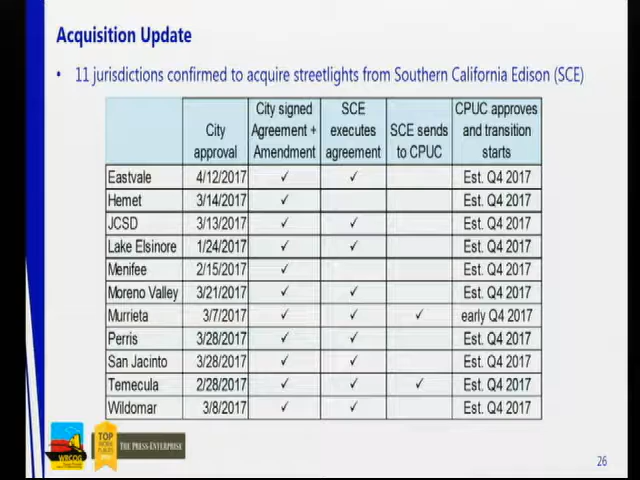 Acquisition Update
• 11 jurisdictions confirmed to acquire streetlights from Southern California Edison (SCE)
City approval | City signed Agreement + Amendment | SCE executes agreement | SCE sends to CPUC | CPUC approves and transition starts
Eastvale 4/12/2017 ✓ ✓ Est. Q4 2017
Hemet 3/14/2017 ✓ Est. Q4 2017
JCSD 3/13/2017 ✓ ✓ Est. Q4 2017
Lake Elsinore 1/24/2017 ✓ ✓ Est. Q4 2017
Menifee 2/15/2017 ✓ Est. Q4 2017
Moreno Valley 3/21/2017 ✓ ✓ Est. Q4 2017
Murrieta 3/7/2017 ✓ ✓ ✓ early Q4 2017
Perris 3/28/2017 ✓ ✓ Est. Q4 2017
San Jacinto 3/28/2017 ✓ ✓ Est. Q4 2017
Temecula 2/28/2017 ✓ ✓ ✓ Est. Q4 2017
Wildomar 3/8/2017 ✓ ✓ Est. Q4 2017
WRCOG
TOP WORK PLACES
THE PRESS-ENTERPRISE
26